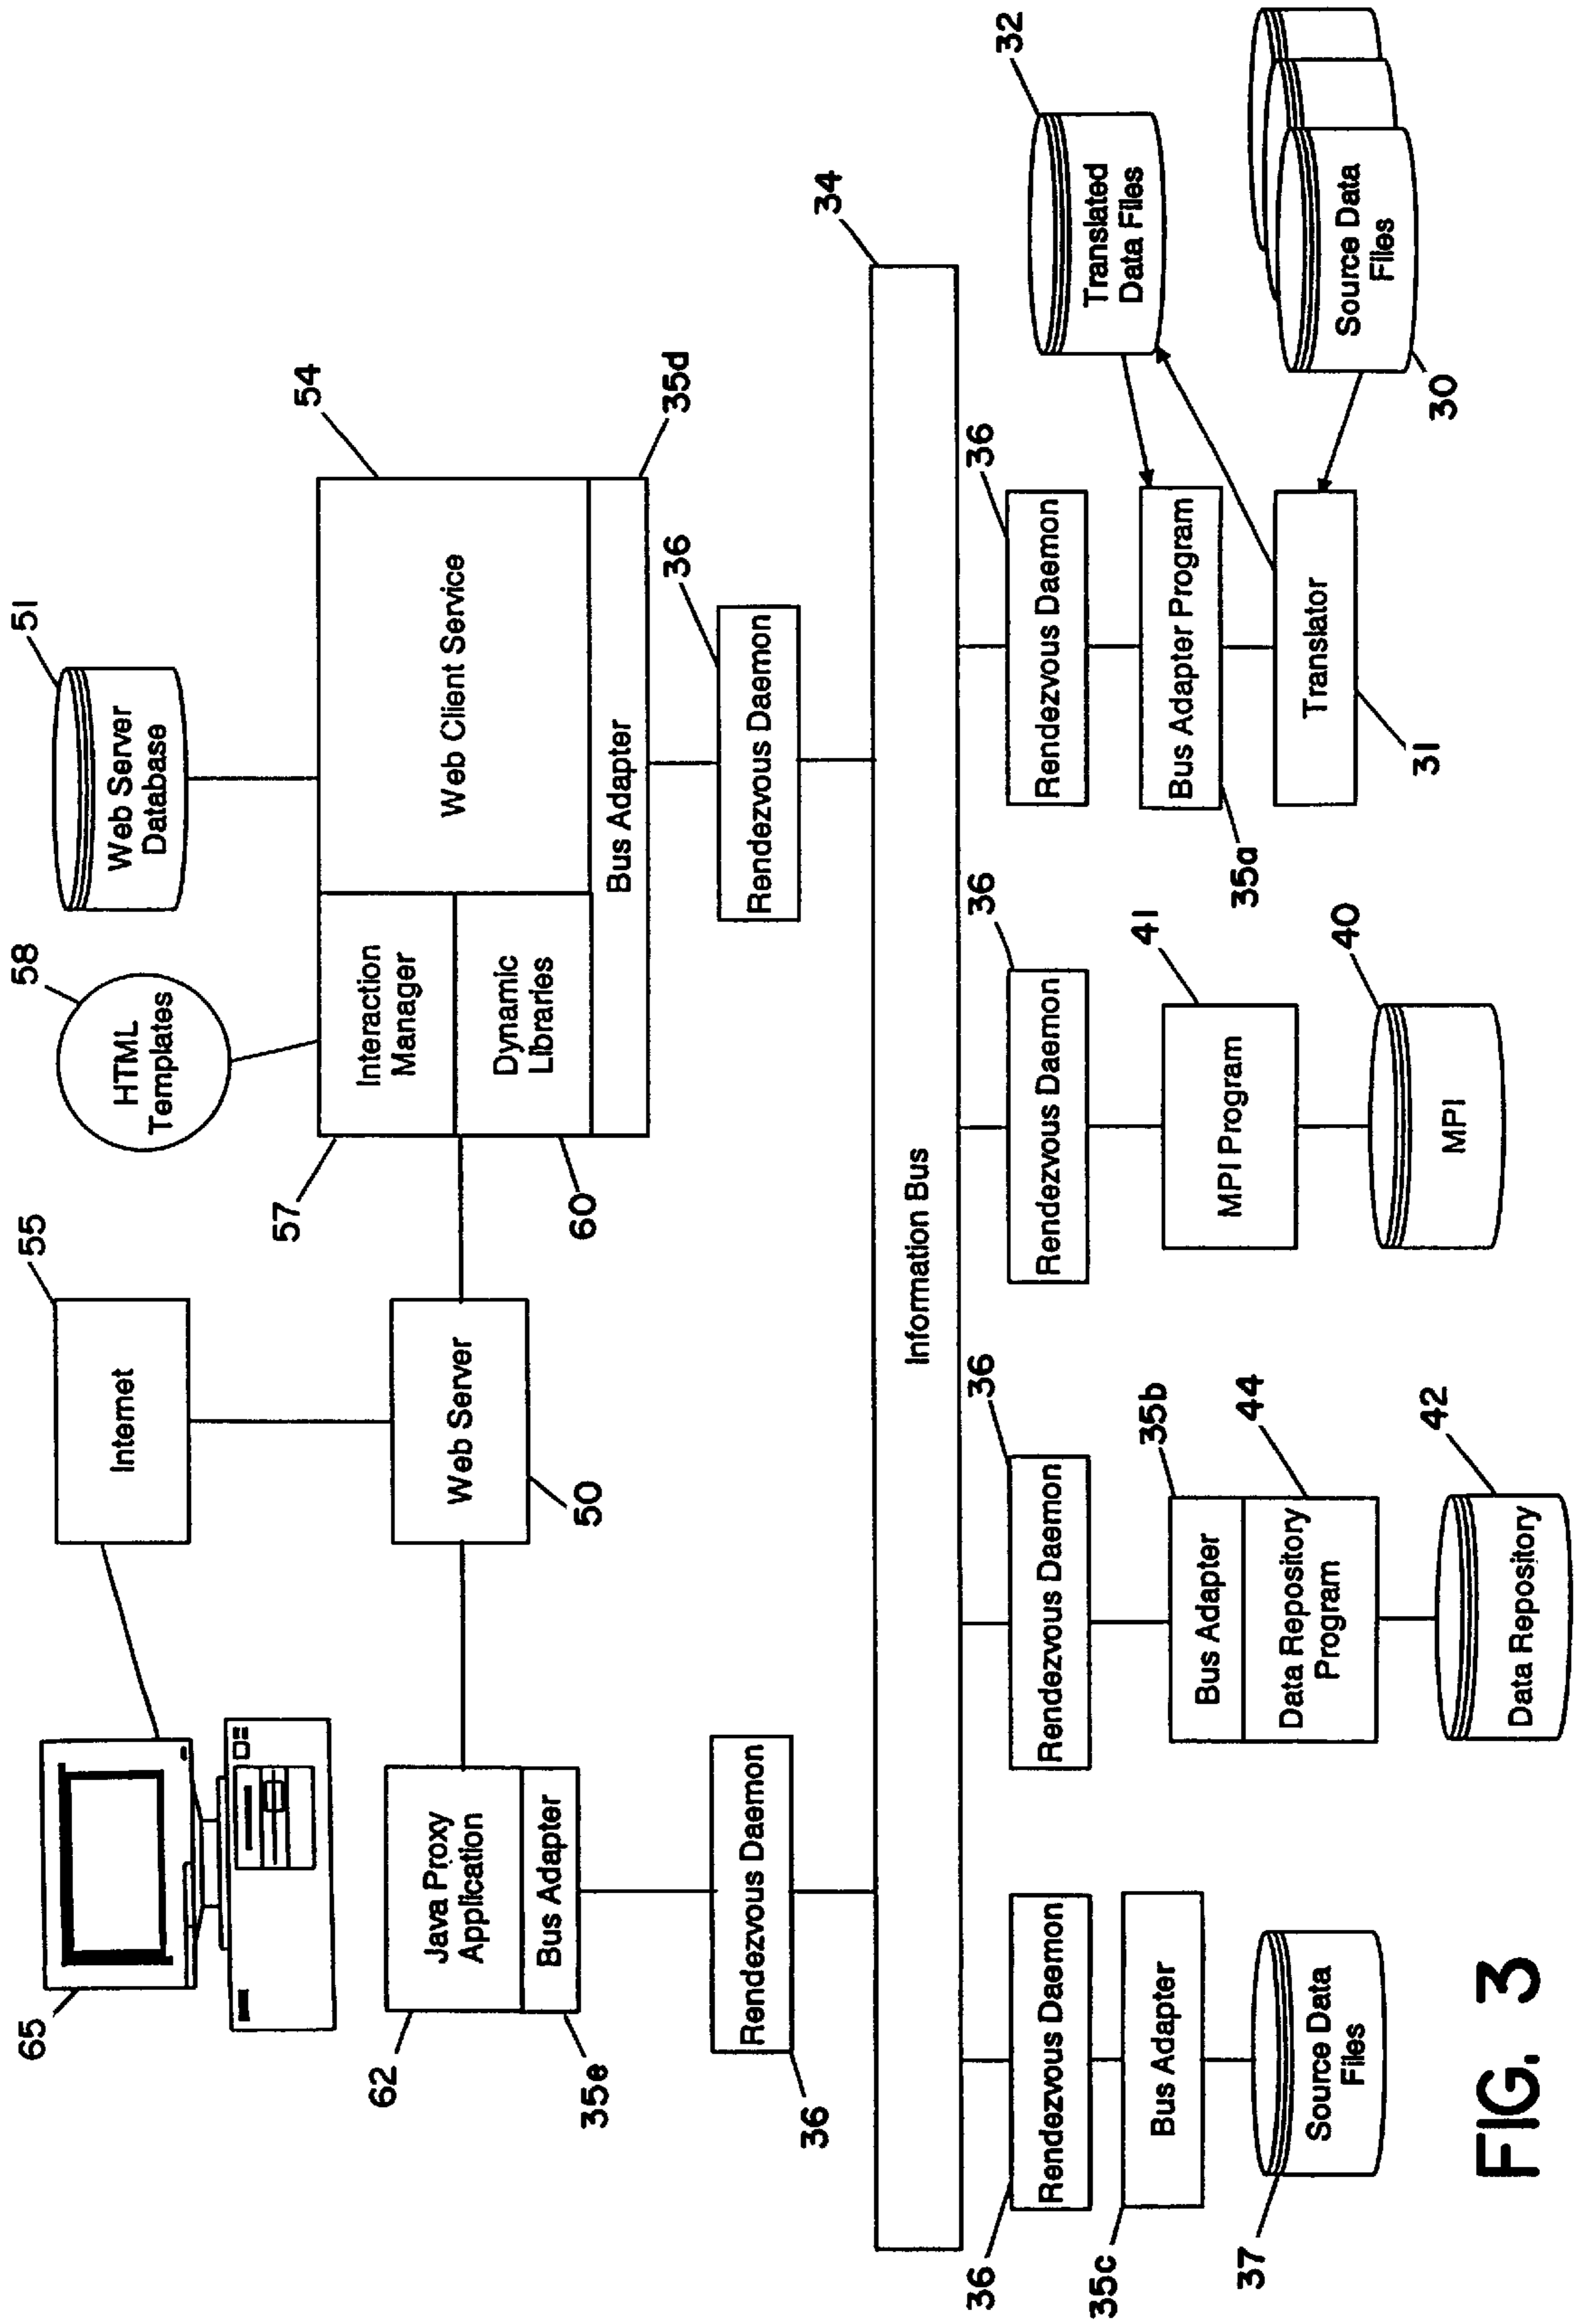 65
Internet
55
HTML
Templates
58
Web Server
Database
51
62
Java Proxy
Application
Bus Adapter
35e
Web Server
50
57
Interaction
Manager
Dynamic
Libraries
60
Web Client Service
54
Bus Adapter
35d
Rendezvous Daemon
36
Rendezvous Daemon
36
Information Bus
34
36
Rendezvous Daemon
35c
Bus Adapter
37
Source Data
Files
36
Rendezvous Daemon
35b
Bus Adapter
44
Data Repository
Program
42
Data Repository
36
Rendezvous Daemon
41
MPI Program
40
MPI
36
Rendezvous Daemon
Bus Adapter Program
35a
Translator
31
32
Translated
Data Files
Source Data
Files
30
FIG. 3